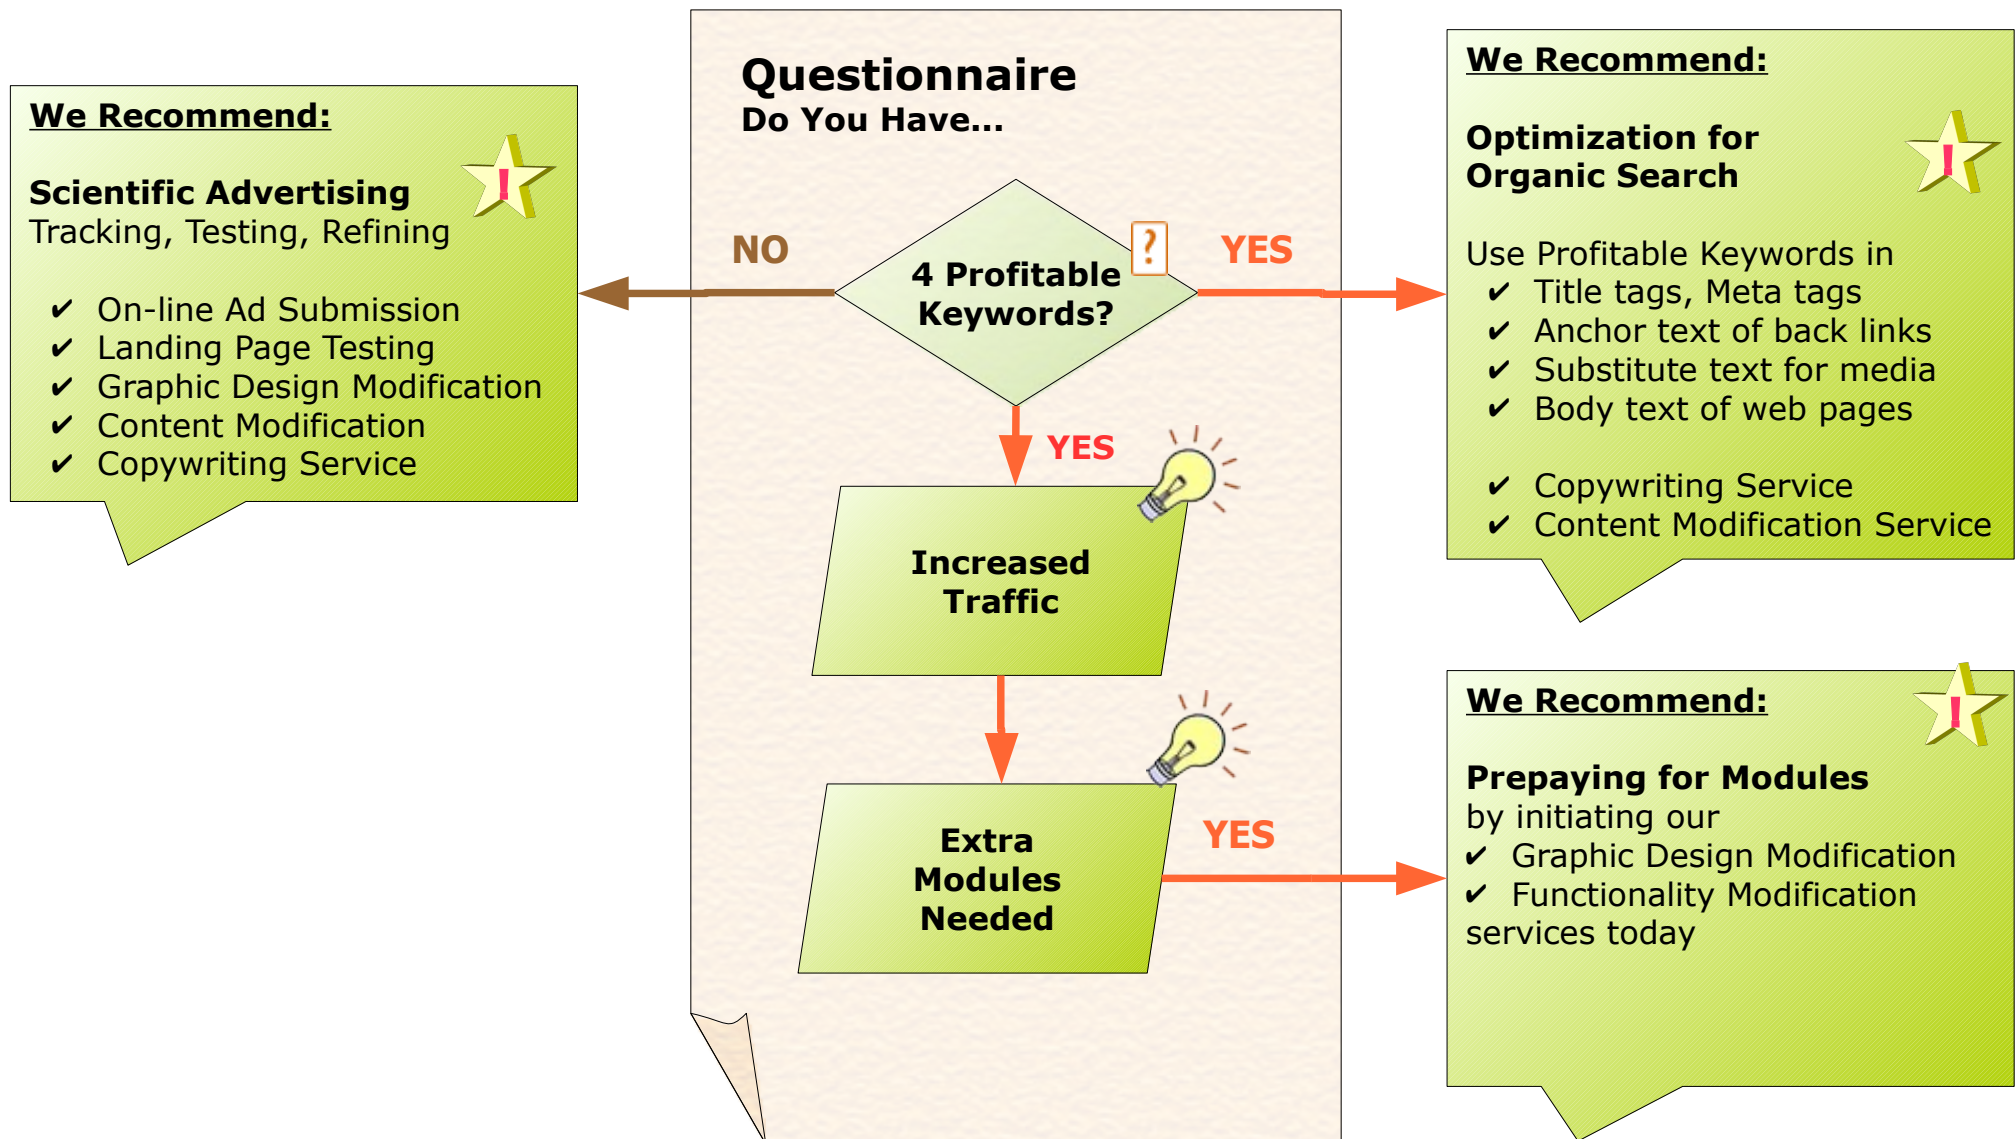 We Recommend:
Scientific Advertising
Tracking, Testing, Refining
✔ On-line Ad Submission
✔ Landing Page Testing
✔ Graphic Design Modification
✔ Content Modification
✔ Copywriting Service
Questionnaire
Do You Have...
NO
4 Profitable
Keywords?
?
YES
YES
Increased
Traffic
Extra
Modules
Needed
YES
We Recommend:
Optimization for
Organic Search
Use Profitable Keywords in
✔ Title tags, Meta tags
✔ Anchor text of back links
✔ Substitute text for media
✔ Body text of web pages
✔ Copywriting Service
✔ Content Modification Service
We Recommend:
Prepaying for Modules
by initiating our
✔ Graphic Design Modification
✔ Functionality Modification
services today
!
!
!